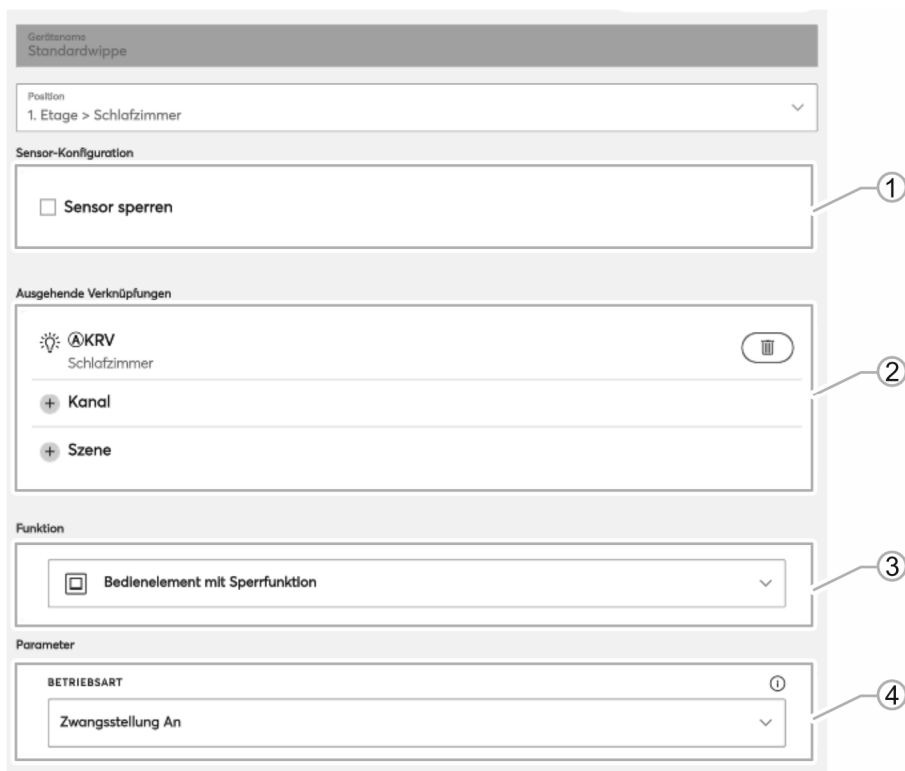 Gerätename
Standardwippe
Position
1. Etage > Schlafzimmer
Sensor-Konfiguration
Sensor sperren
1
Ausgehende Verknüpfungen
ⒶKRV
Schlafzimmer
2
Kanal
Szene
Funktion
Bedienelement mit Sperrfunktion
3
Parameter
BETRIEBSART
Zwangsstellung An
4